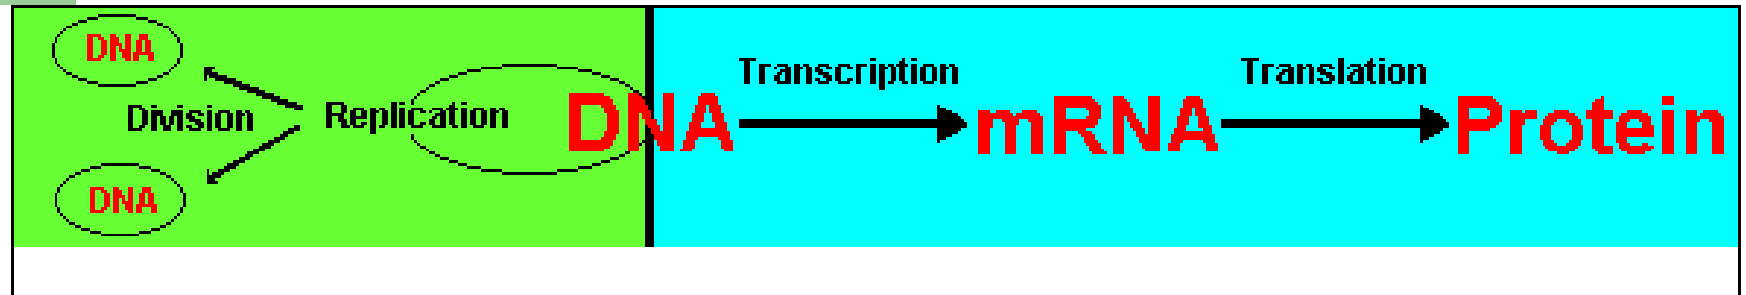 DNA
Division
DNA
Replication
DNA
Transcription
mRNA
Translation
Protein